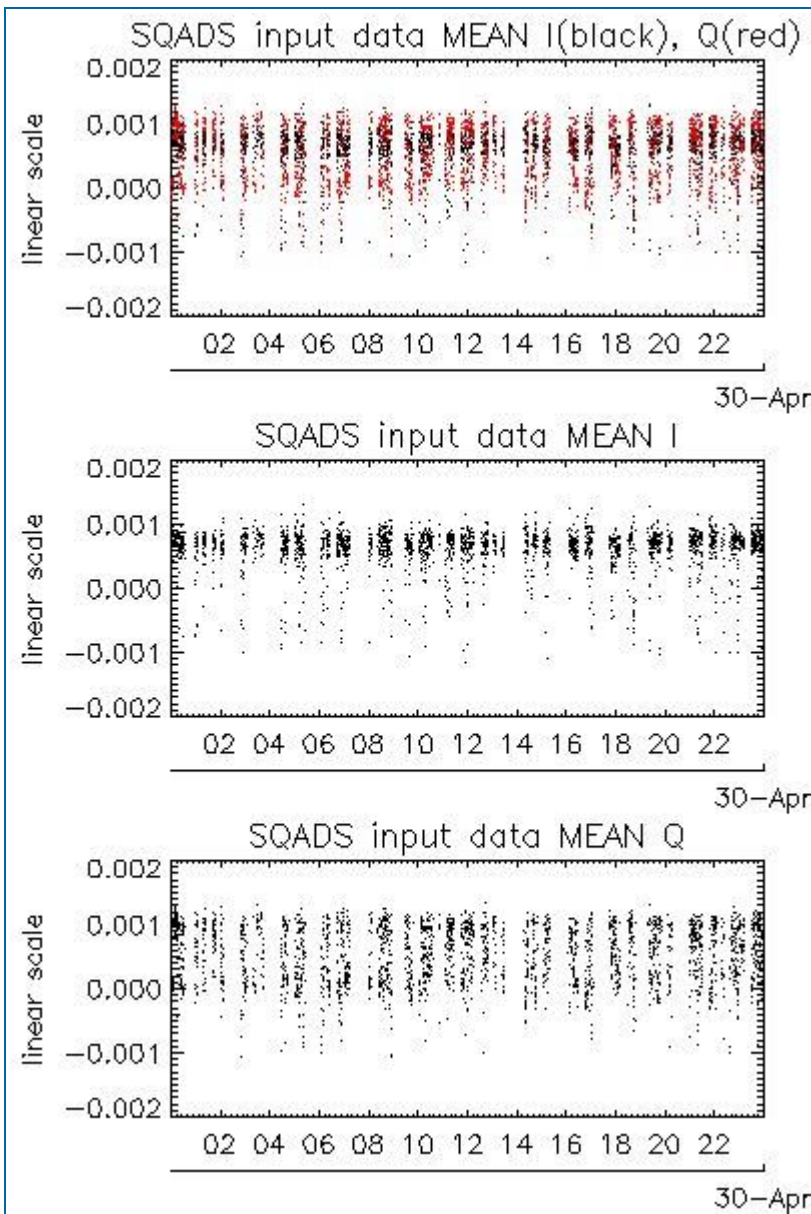 SQADS input data MEAN I(black), Q(red)
0.002
0.001
0.000
-0.001
-0.002
linear scale
02 04 06 08 10 12 14 16 18 20 22
30-Apr
SQADS input data MEAN I
0.002
0.001
0.000
-0.001
-0.002
linear scale
02 04 06 08 10 12 14 16 18 20 22
30-Apr
SQADS input data MEAN Q
0.002
0.001
0.000
-0.001
-0.002
linear scale
02 04 06 08 10 12 14 16 18 20 22
30-Apr